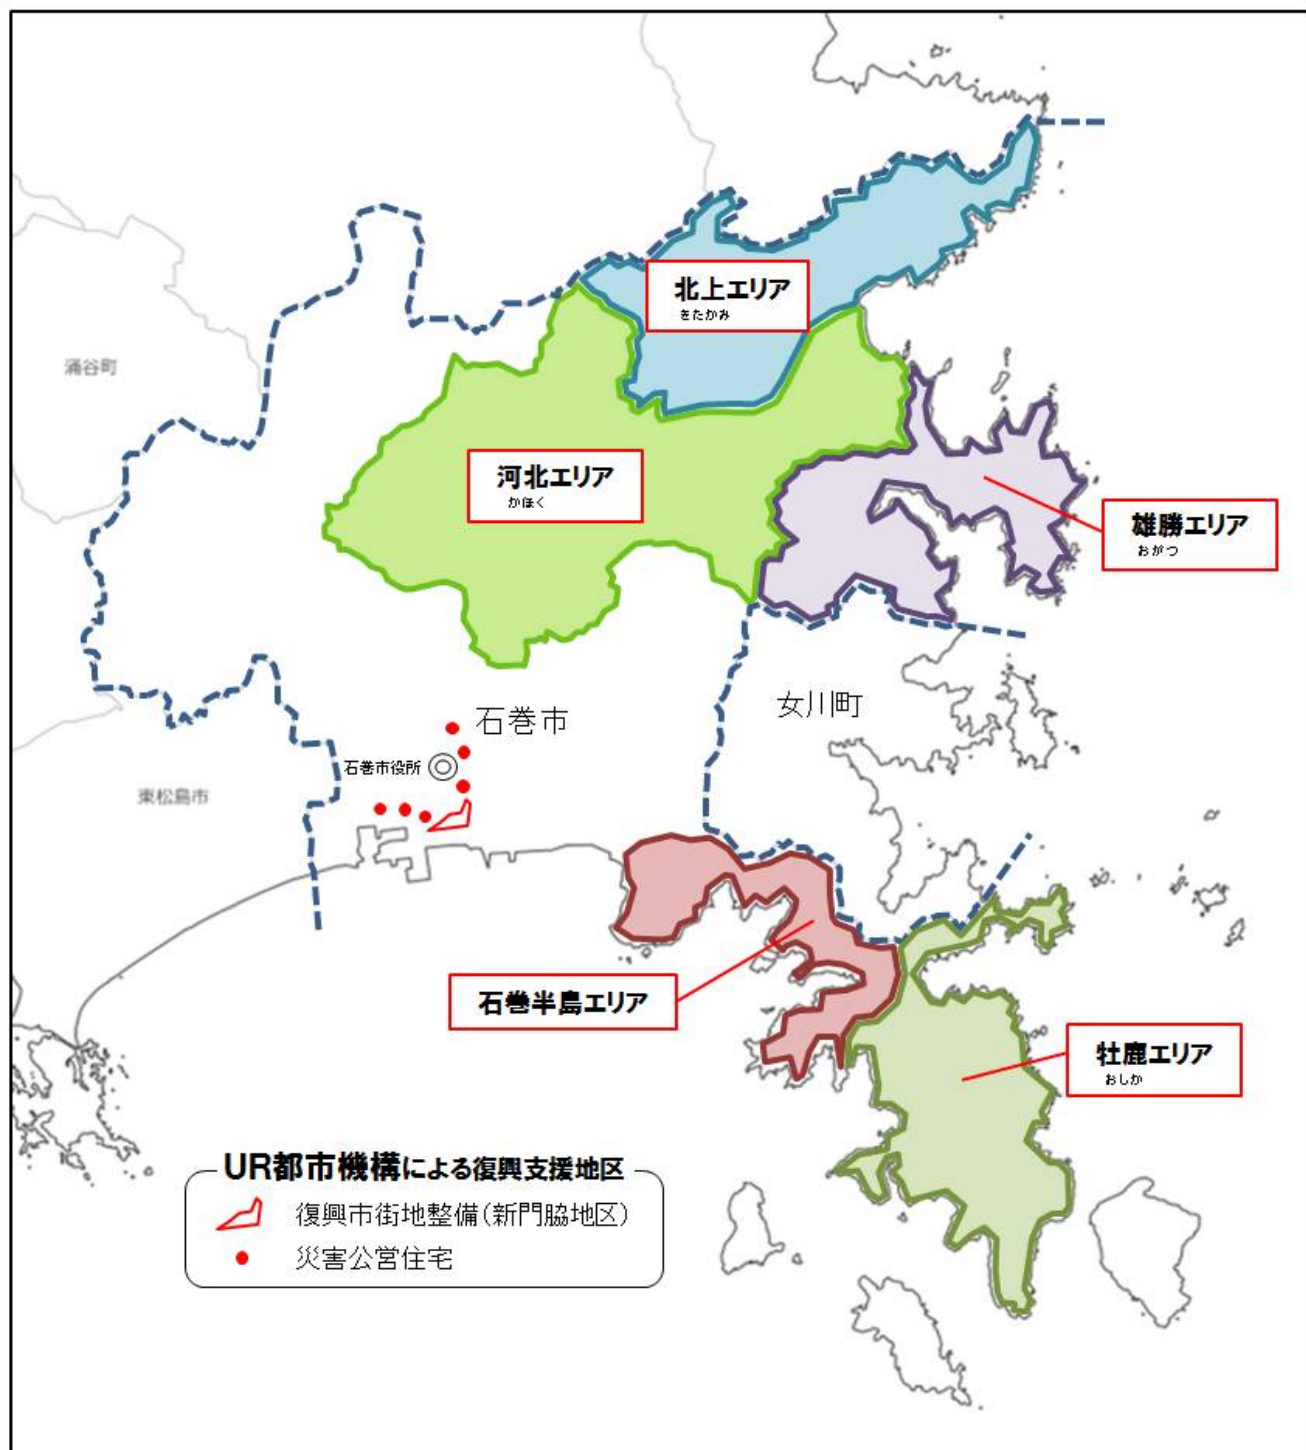 北上エリア
きたかみ
涌谷町
河北エリア
かほく
雄勝エリア
おがつ
石巻市
女川町
石巻市役所
東松島市
石巻半島エリア
牡鹿エリア
おしか
UR都市機構による復興支援地区
復興市街地整備(新門脇地区)
災害公営住宅